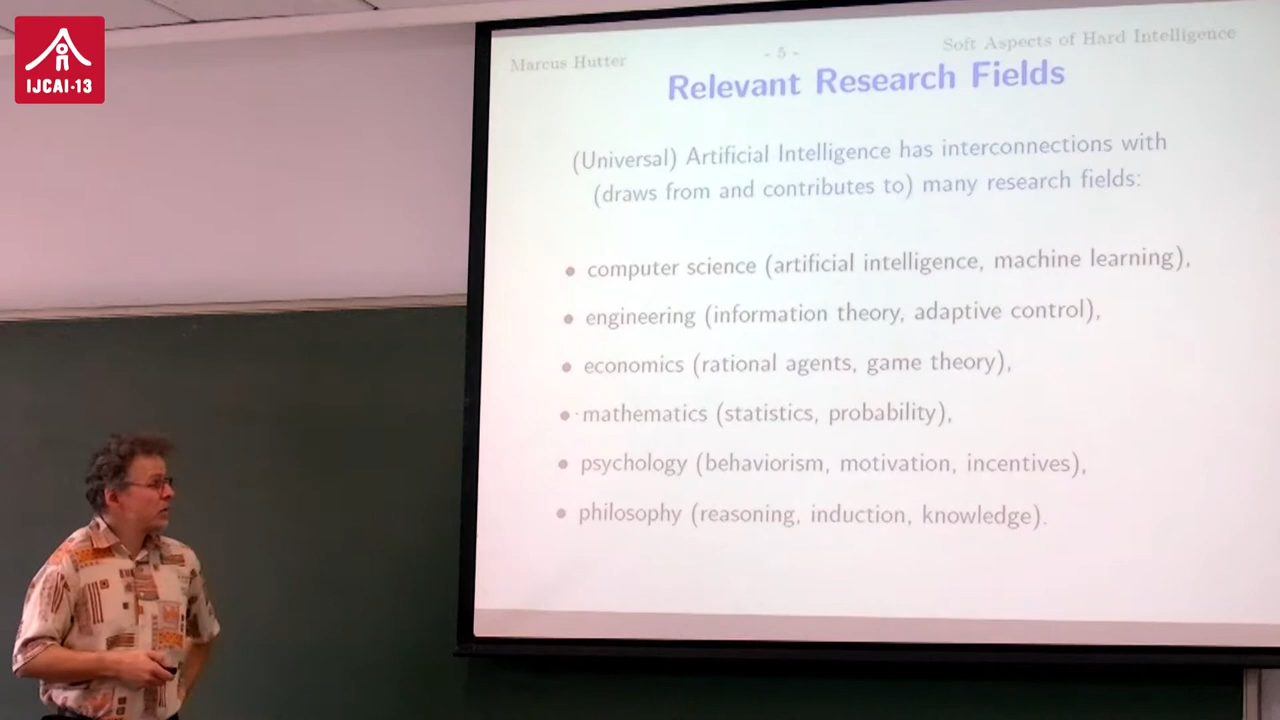 IJCAI-13
Marcus Hutter
- 5 -
Soft Aspects of Hard Intelligence
Relevant Research Fields
(Universal) Artificial Intelligence has interconnections with
(draws from and contributes to) many research fields:
• computer science (artificial intelligence, machine learning),
• engineering (information theory, adaptive control),
• economics (rational agents, game theory),
• mathematics (statistics, probability),
• psychology (behaviorism, motivation, incentives),
• philosophy (reasoning, induction, knowledge).